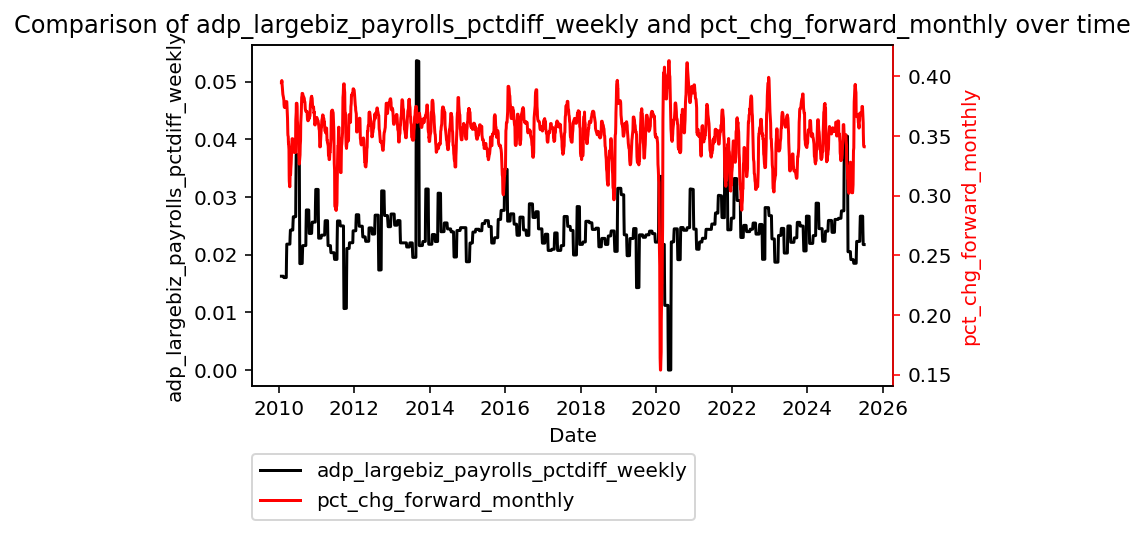 Comparison of adp_largebiz_payrolls_pctdiff_weekly and pct_chg_forward_monthly over time
adp_largebiz_payrolls_pctdiff_weekly
0.05
0.04
0.03
0.02
0.01
0.00
0.40
0.35
0.30
0.25
0.20
0.15
pct_chg_forward_monthly
2010 2012 2014 2016 2018 2020 2022 2024 2026
Date
adp_largebiz_payrolls_pctdiff_weekly
pct_chg_forward_monthly